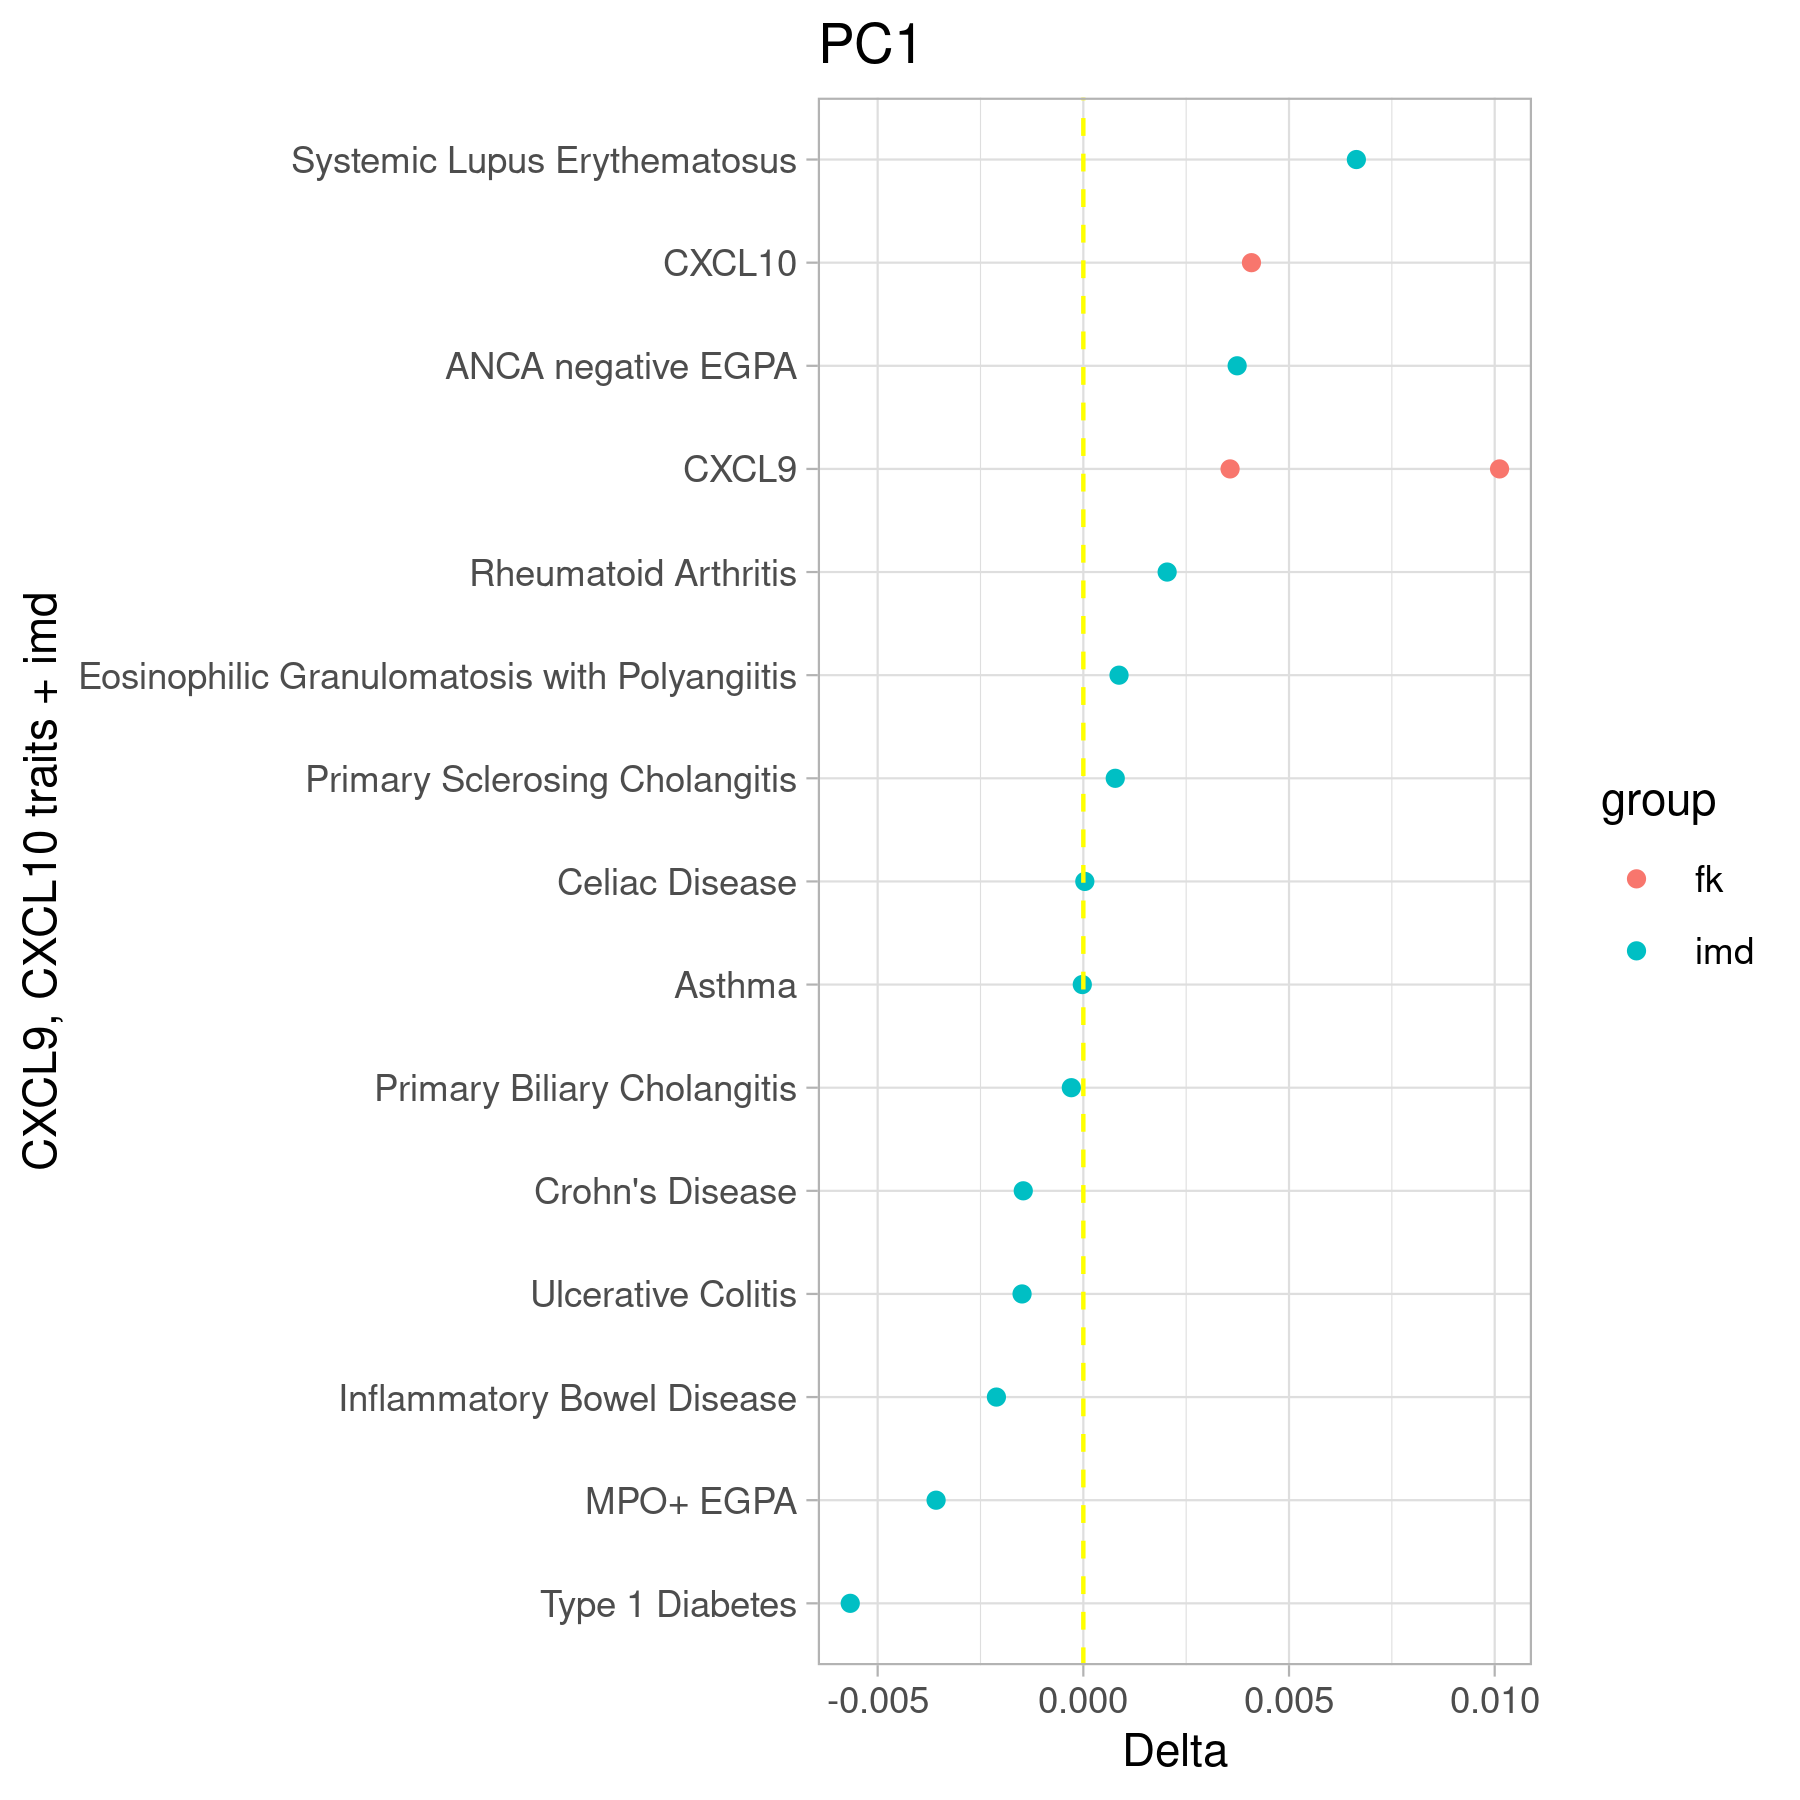 PC1
CXCL9, CXCL10 traits + imd
Systemic Lupus Erythematosus
CXCL10
ANCA negative EGPA
CXCL9
Rheumatoid Arthritis
Eosinophilic Granulomatosis with Polyangiitis
Primary Sclerosing Cholangitis
Celiac Disease
Asthma
Primary Biliary Cholangitis
Crohn's Disease
Ulcerative Colitis
Inflammatory Bowel Disease
MPO+ EGPA
Type 1 Diabetes
-0.005 0.000 0.005 0.010
Delta
group
fk
imd